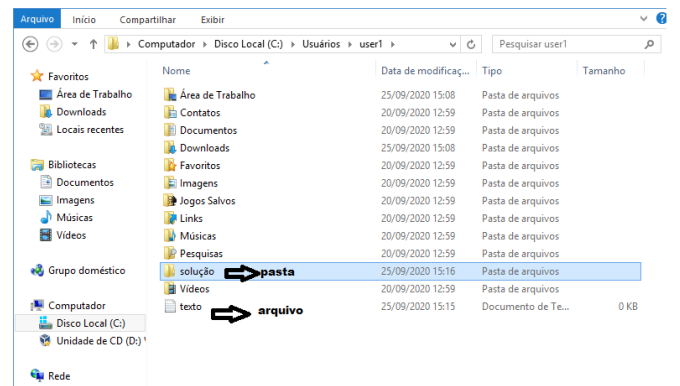 Arquivo Início Compartilhar Exibir
Computador Disco Local (C:) Usuários user1 Pesquisar user1
Nome Data de modificaç... Tipo Tamanho
Favoritos
Área de Trabalho
Downloads
Locais recentes
Bibliotecas
Documentos
Imagens
Músicas
Vídeos
Grupo doméstico
Computador
Disco Local (C:)
Unidade de CD (D:)
Rede
Área de Trabalho 25/09/2020 15:08 Pasta de arquivos
Contatos 20/09/2020 12:59 Pasta de arquivos
Documentos 20/09/2020 12:59 Pasta de arquivos
Downloads 25/09/2020 15:08 Pasta de arquivos
Favoritos 20/09/2020 12:59 Pasta de arquivos
Imagens 20/09/2020 12:59 Pasta de arquivos
Jogos Salvos 20/09/2020 12:59 Pasta de arquivos
Links 20/09/2020 12:59 Pasta de arquivos
Músicas 20/09/2020 12:59 Pasta de arquivos
Pesquisas 20/09/2020 12:59 Pasta de arquivos
solução pasta 25/09/2020 15:16 Pasta de arquivos
Vídeos 20/09/2020 12:59 Pasta de arquivos
texto arquivo 25/09/2020 15:15 Documento de Te... 0 KB